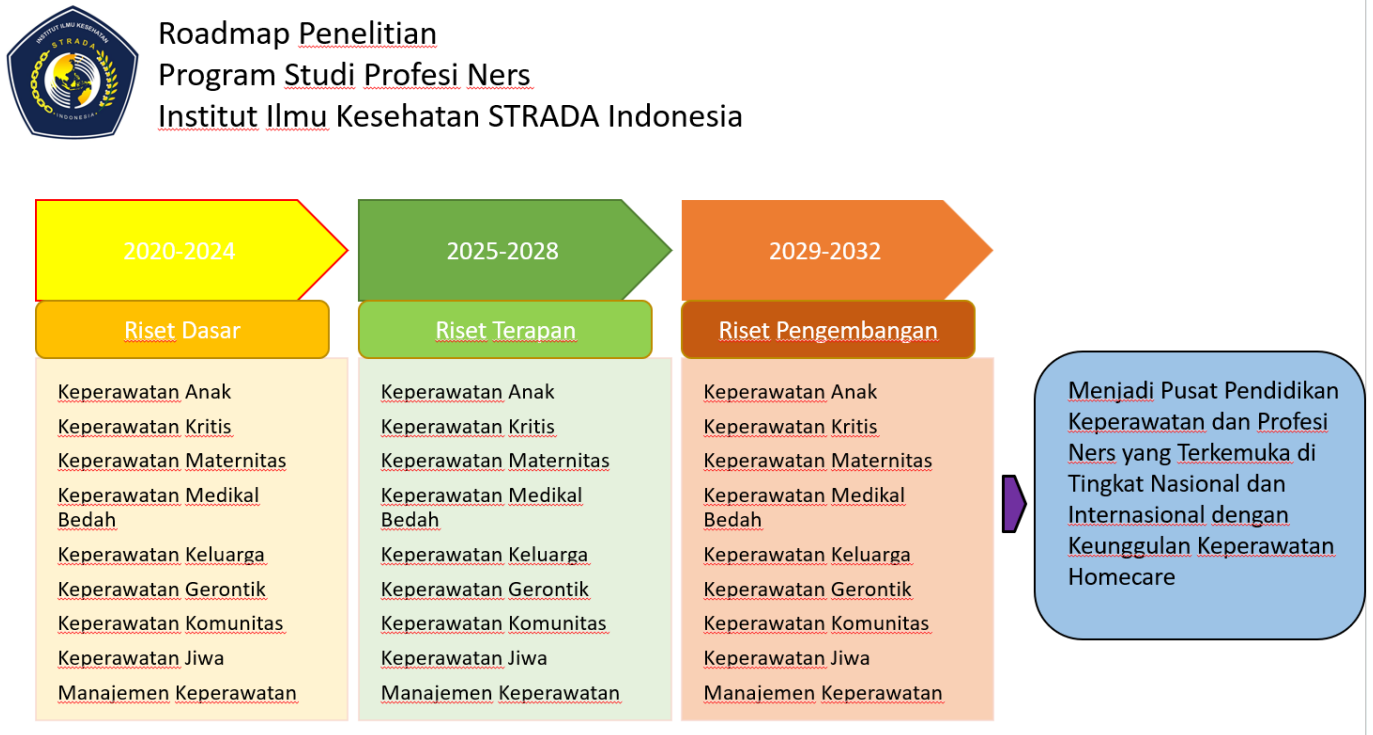 INSTITUT ILMU KESEHATAN
STRADA
INDONESIA
Roadmap Penelitian
Program Studi Profesi Ners
Institut Ilmu Kesehatan STRADA Indonesia
2020-2024
Riset Dasar
Keperawatan Anak
Keperawatan Kritis
Keperawatan Maternitas
Keperawatan Medikal
Bedah
Keperawatan Keluarga
Keperawatan Gerontik
Keperawatan Komunitas
Keperawatan Jiwa
Manajemen Keperawatan
2025-2028
Riset Terapan
Keperawatan Anak
Keperawatan Kritis
Keperawatan Maternitas
Keperawatan Medikal
Bedah
Keperawatan Keluarga
Keperawatan Gerontik
Keperawatan Komunitas
Keperawatan Jiwa
Manajemen Keperawatan
2029-2032
Riset Pengembangan
Keperawatan Anak
Keperawatan Kritis
Keperawatan Maternitas
Keperawatan Medikal
Bedah
Keperawatan Keluarga
Keperawatan Gerontik
Keperawatan Komunitas
Keperawatan Jiwa
Manajemen Keperawatan
Menjadi Pusat Pendidikan
Keperawatan dan Profesi
Ners yang Terkemuka di
Tingkat Nasional dan
Internasional dengan
Keunggulan Keperawatan
Homecare